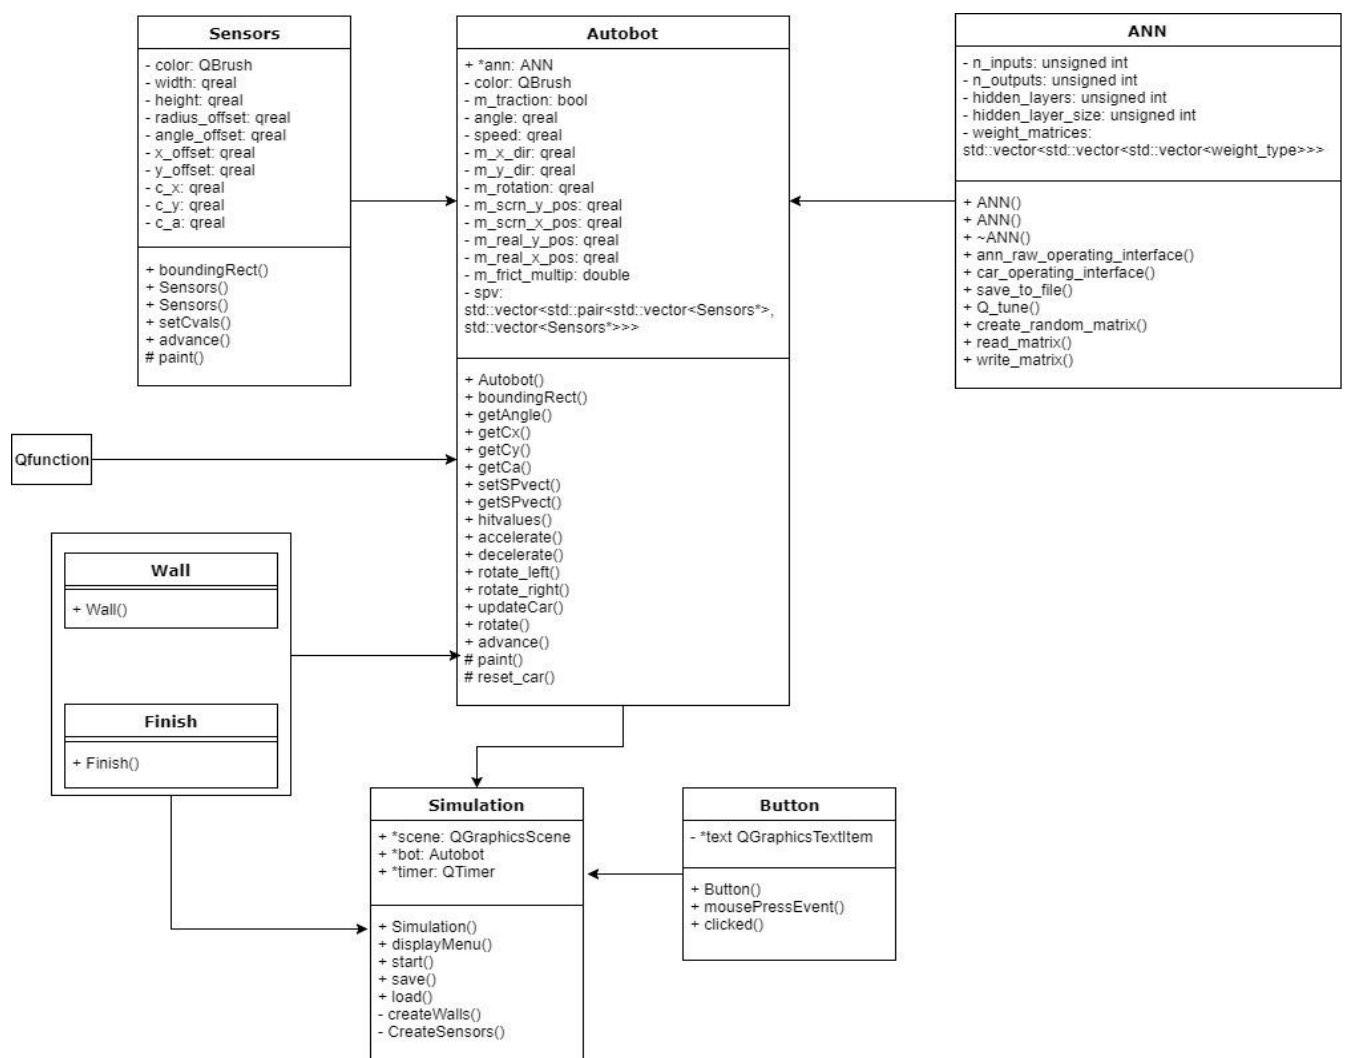 Sensors
- color: QBrush
- width: qreal
- height: qreal
- radius_offset: qreal
- angle_offset: qreal
- x_offset: qreal
- y_offset: qreal
- c_x: qreal
- c_y: qreal
- c_a: qreal
+ boundingRect()
+ Sensors()
+ Sensors()
+ setCvals()
+ advance()
# paint()
Autobot
+ *ann: ANN
- color: QBrush
- m_traction: bool
- angle: qreal
- speed: qreal
- m_x_dir: qreal
- m_y_dir: qreal
- m_rotation: qreal
- m_scrn_y_pos: qreal
- m_scrn_x_pos: qreal
- m_real_y_pos: qreal
- m_real_x_pos: qreal
- m_frict_multip: double
- spv:
std::vector<std::pair<std::vector<Sensors*>,
std::vector<Sensors*>>>
+ Autobot()
+ boundingRect()
+ getAngle()
+ getCx()
+ getCy()
+ getCa()
+ setSPvect()
+ getSPvect()
+ hitvalues()
+ accelerate()
+ decelerate()
+ rotate_left()
+ rotate_right()
+ updateCar()
+ rotate()
+ advance()
# paint()
# reset_car()
ANN
- n_inputs: unsigned int
- n_outputs: unsigned int
- hidden_layers: unsigned int
- hidden_layer_size: unsigned int
- weight_matrices:
std::vector<std::vector<std::vector<weight_type>>>
+ ANN()
+ ANN()
+ ~ANN()
+ ann_raw_operating_interface()
+ car_operating_interface()
+ save_to_file()
+ Q_tune()
+ create_random_matrix()
+ read_matrix()
+ write_matrix()
Qfunction
Wall
+ Wall()
Finish
+ Finish()
Simulation
+ *scene: QGraphicsScene
+ *bot: Autobot
+ *timer: QTimer
+ Simulation()
+ displayMenu()
+ start()
+ save()
+ load()
- createWalls()
- CreateSensors()
Button
- *text QGraphicsTextItem
+ Button()
+ mousePressEvent()
+ clicked()